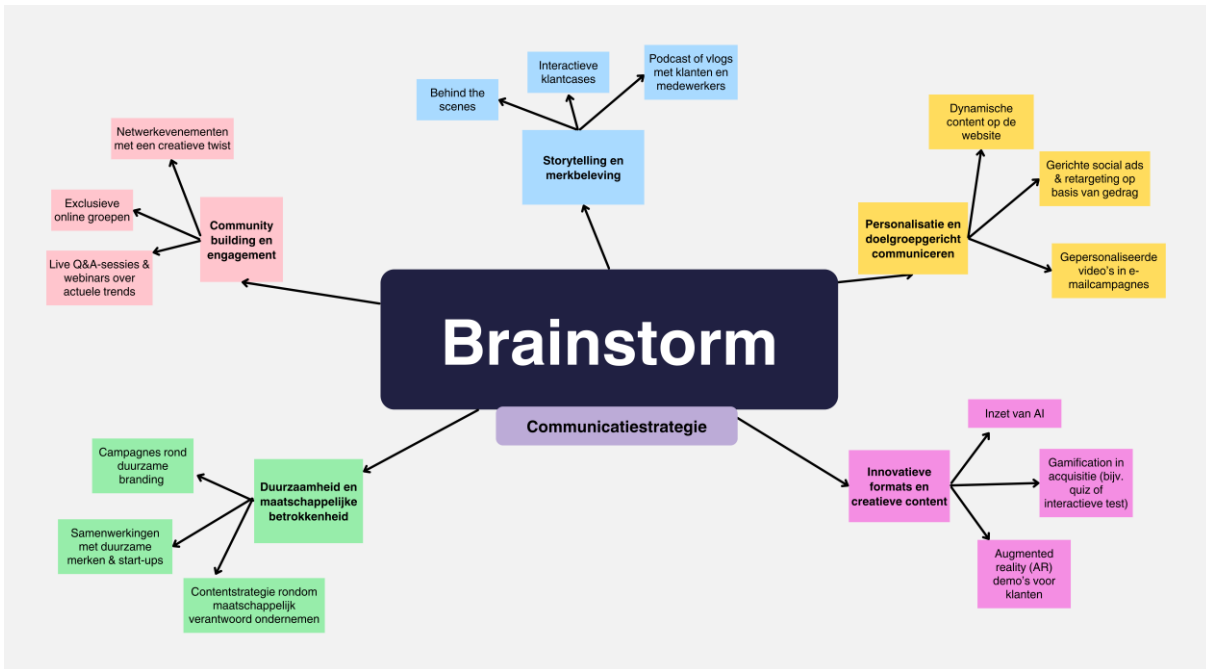 Brainstorm
Communicatiestrategie
Storytelling en
merkbeleving
Behind the
scenes
Interactieve
klantcases
Podcast of vlogs
met klanten en
medewerkers
Personalisatie en
doelgroepgericht
communiceren
Dynamische
content op de
website
Gerichte social ads
& retargeting op
basis van gedrag
Gepersonaliseerde
video's in e-
mailcampagnes
Innovatieve
formats en
creatieve content
Inzet van AI
Gamification in
acquisitie (bijv.
quiz of
interactieve test)
Augmented
reality (AR)
demo's voor
klanten
Duurzaamheid en
maatschappelijke
betrokkenheid
Campagnes rond
duurzame
branding
Samenwerkingen
met duurzame
merken & start-ups
Contentstrategie rondom
maatschappelijk
verantwoord ondernemen
Community
building en
engagement
Netwerkevenementen
met een creatieve twist
Exclusieve
online groepen
Live Q&A-sessies &
webinars over
actuele trends